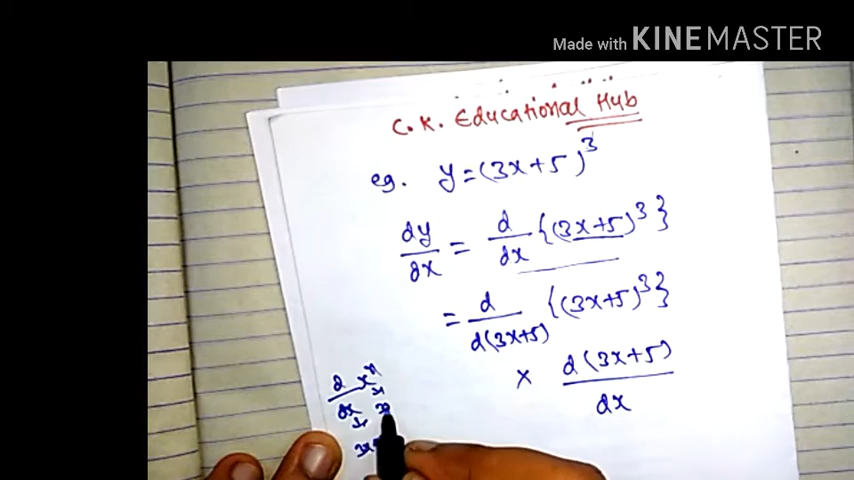 Made with KINEMASTER
C.K. Educational Hub
eg. y=(3x+5)^3
dy/dx = d/dx {(3x+5)^3}
= d/d(3x+5) {(3x+5)^3}
× d(3x+5)/dx
d/dx x^n